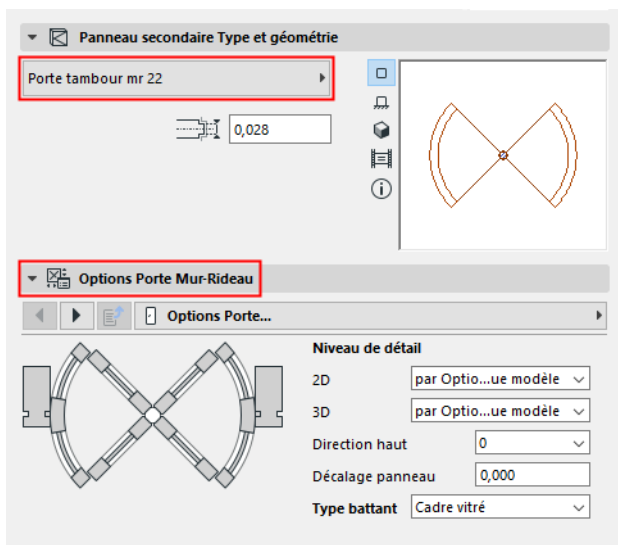 Panneau secondaire Type et géométrie
Porte tambour mr 22
0,028
Options Porte Mur-Rideau
Options Porte...
Niveau de détail
2D par Optio...ue modèle
3D par Optio...ue modèle
Direction haut 0
Décalage panneau 0,000
Type battant Cadre vitré